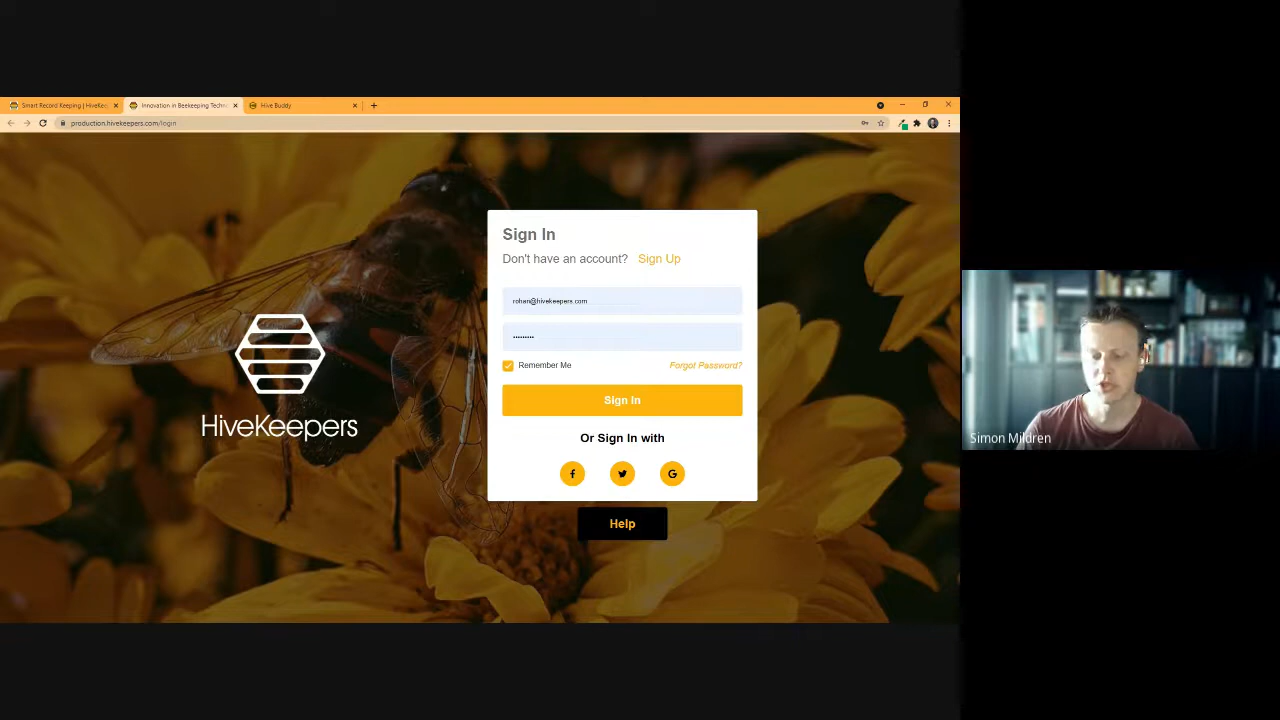 Smart Record Keeping | HiveKee
Innovation in Beekeeping Techn
Hive Buddy
production.hivekeepers.com/login
Sign In
Don't have an account? Sign Up
rohan@hivekeepers.com
Remember Me
Forgot Password?
Sign In
Or Sign In with
Help
HiveKeepers
Simon Mildren